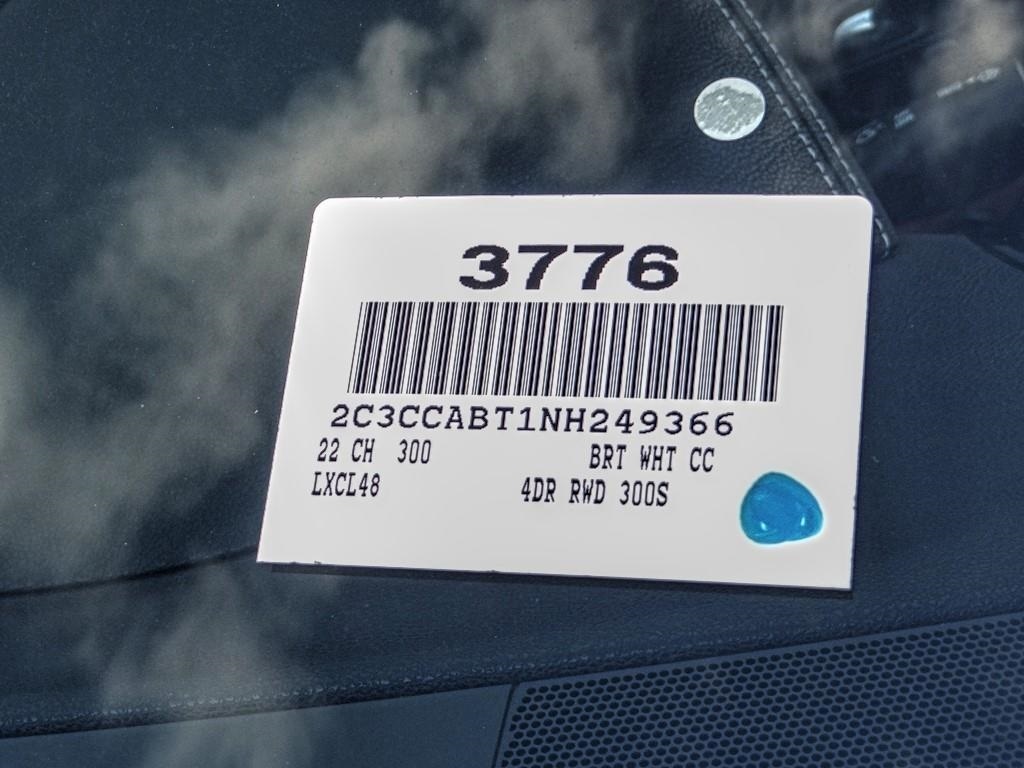 3776
2C3CCABT1NH249366
22 CH 300 BRT WHT CC
LXCL48 4DR RWD 300S